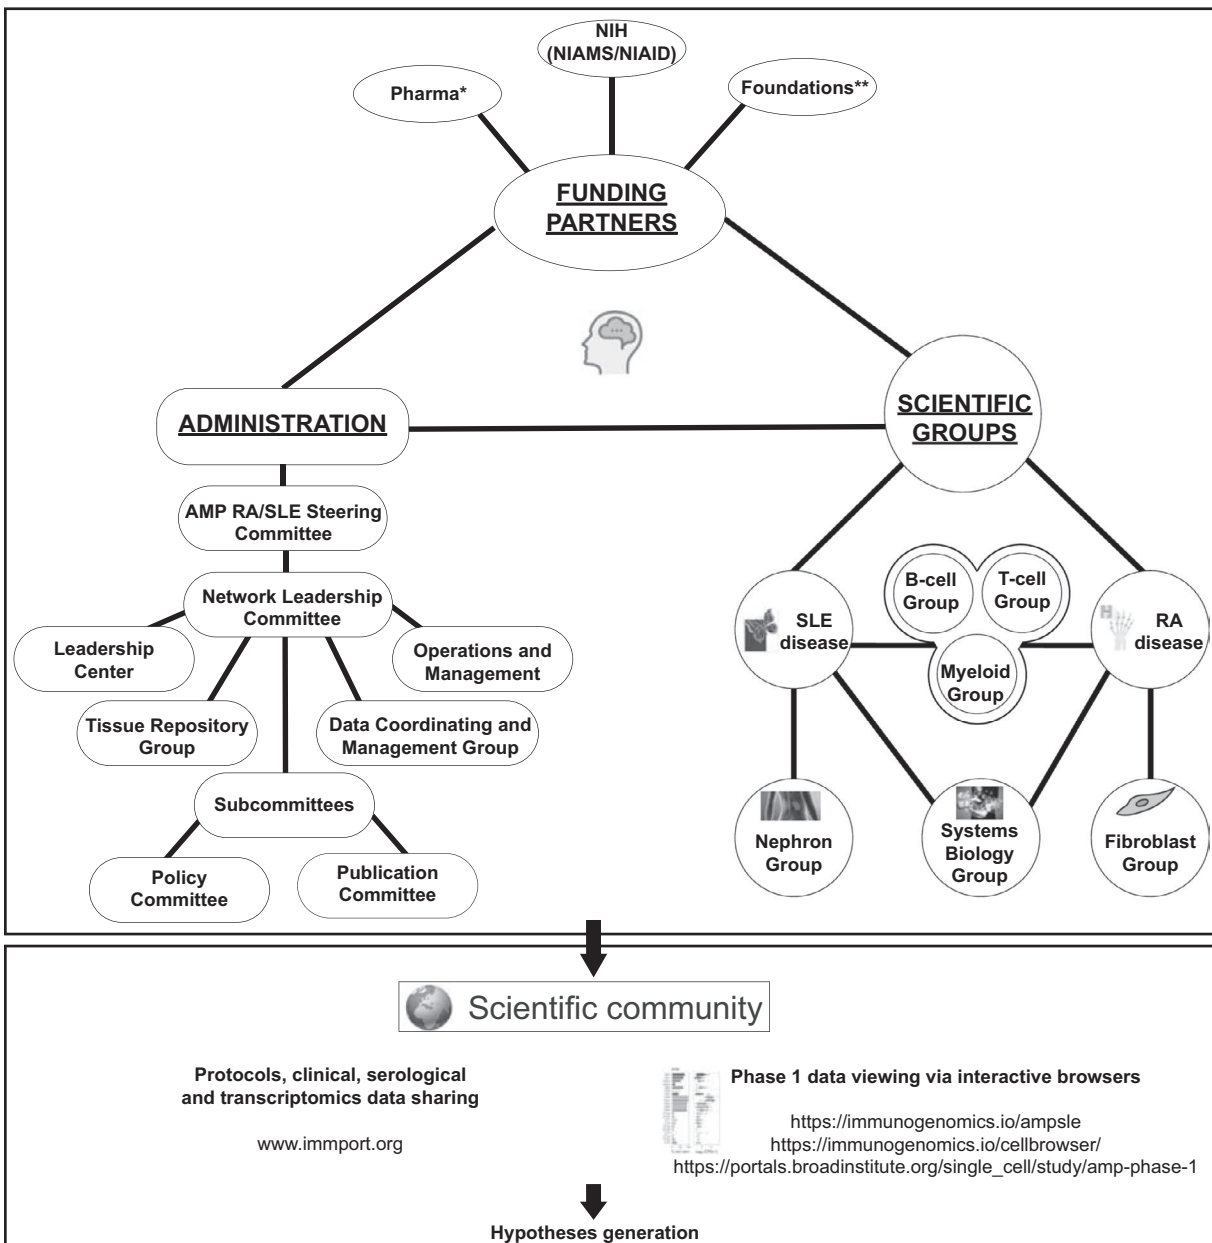 NIH
(NIAMS/NIAID)
Pharma*
Foundations**
FUNDING
PARTNERS
ADMINISTRATION
SCIENTIFIC
GROUPS
AMP RA/SLE Steering
Committee
Network Leadership
Committee
Leadership
Center
Operations and
Management
Tissue Repository
Group
Data Coordinating and
Management Group
Subcommittees
Policy
Committee
Publication
Committee
B-cell
Group
T-cell
Group
SLE
disease
H
RA
disease
Myeloid
Group
Nephron
Group
Systems
Biology
Group
Fibroblast
Group
Scientific community
Protocols, clinical, serological
and transcriptomics data sharing
www.immport.org
Phase 1 data viewing via interactive browsers
https://immunogenomics.io/ampsle
https://immunogenomics.io/cellbrowser/
https://portals.broadinstitute.org/single_cell/study/amp-phase-1
Hypotheses generation